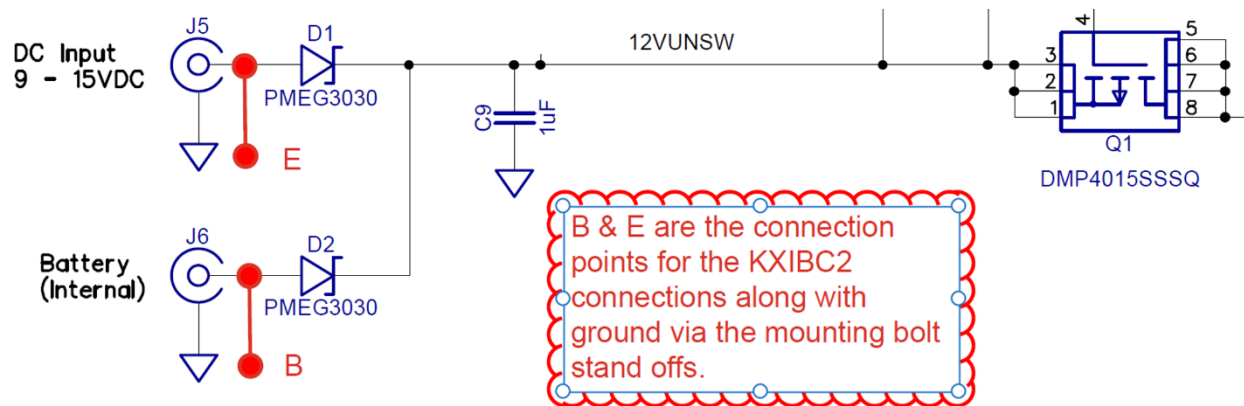 J5
D1
DC Input
9 - 15VDC
PMEG3030
E
12VUNSW
C9
1uF
4
3
2
1
5
6
7
8
Q1
DMP4015SSSQ
J6
D2
Battery
(Internal)
PMEG3030
B
B & E are the connection
points for the KXIBC2
connections along with
ground via the mounting bolt
stand offs.